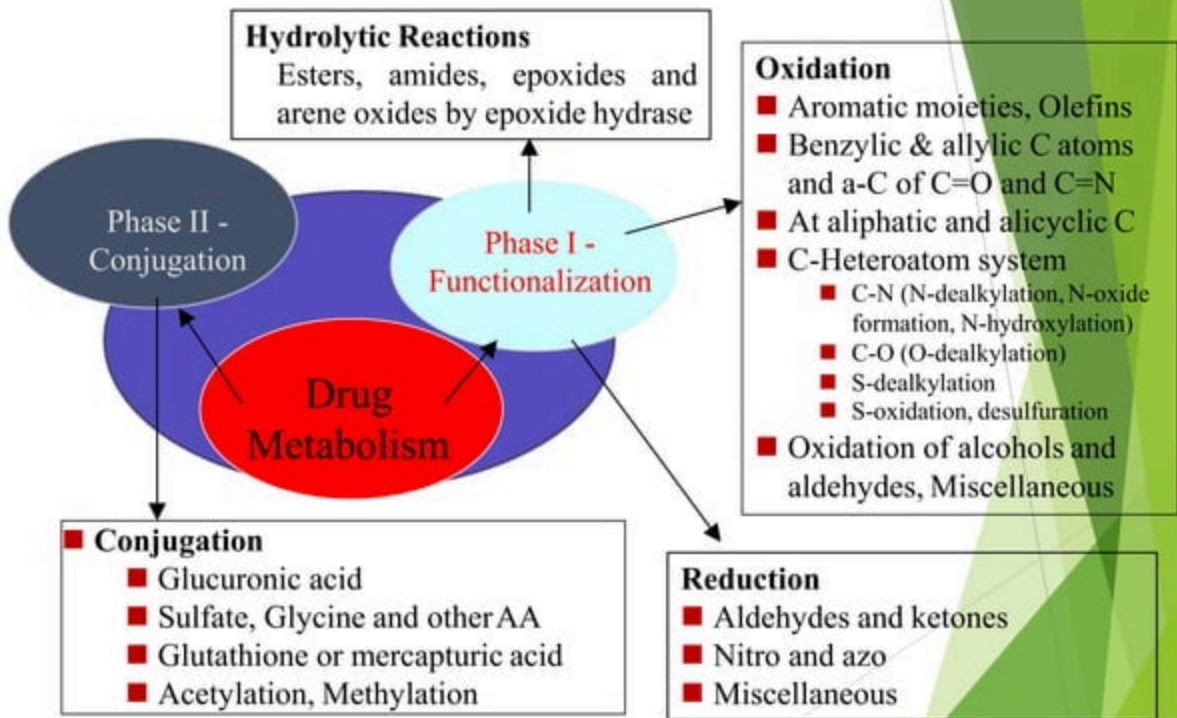 Hydrolytic Reactions
Esters, amides, epoxides and
arene oxides by epoxide hydrase
Oxidation
Aromatic moieties, Olefins
Benzylic & allylic C atoms
and a-C of C=O and C=N
At aliphatic and alicyclic C
C-Heteroatom system
C-N (N-dealkylation, N-oxide
formation, N-hydroxylation)
C-O (O-dealkylation)
S-dealkylation
S-oxidation, desulfuration
Oxidation of alcohols and
aldehydes, Miscellaneous
Phase II -
Conjugation
Phase I -
Functionalization
Drug
Metabolism
Conjugation
Glucuronic acid
Sulfate, Glycine and other AA
Glutathione or mercapturic acid
Acetylation, Methylation
Reduction
Aldehydes and ketones
Nitro and azo
Miscellaneous